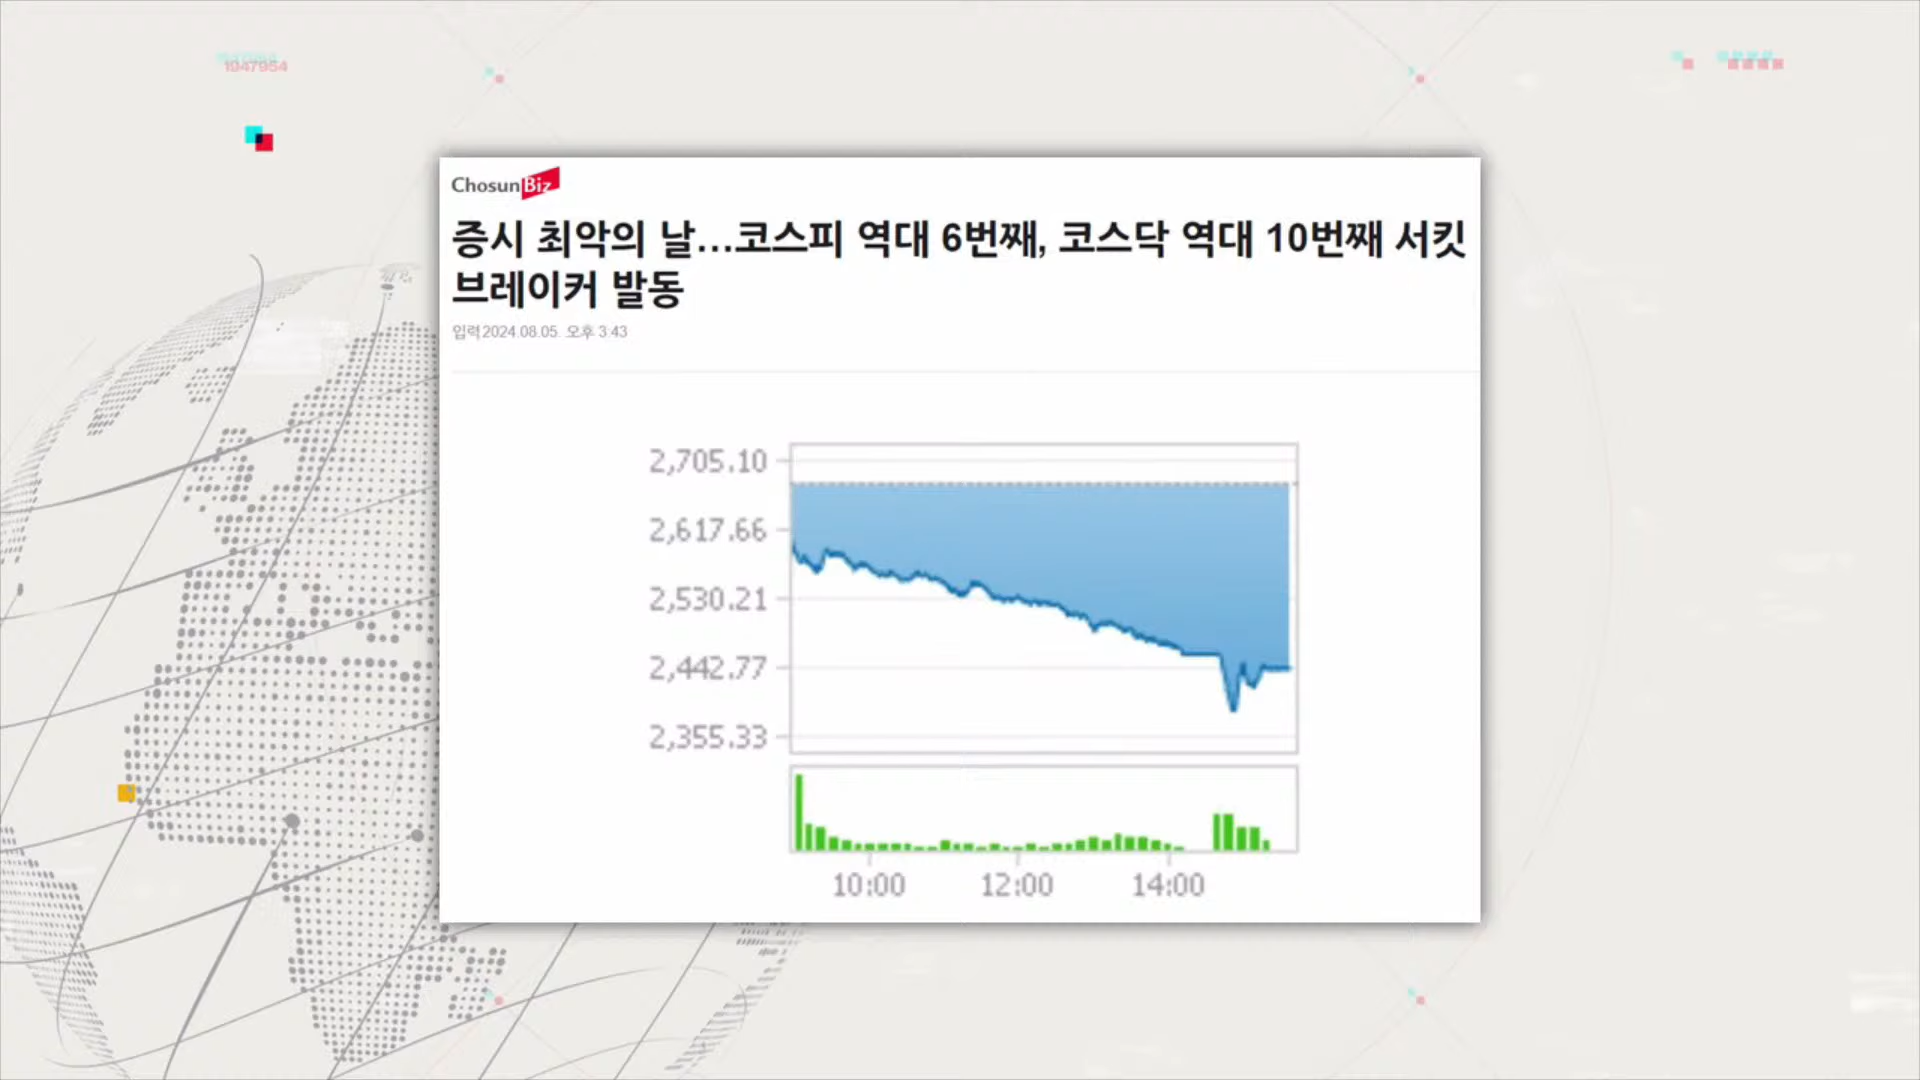 1047954
ChosunBiz
증시 최악의 날...코스피 역대 6번째, 코스닥 역대 10번째 서킷
브레이커 발동
입력 2024.08.05. 오후 3:43
2,705.10
2,617.66
2,530.21
2,442.77
2,355.33
10:00 12:00 14:00